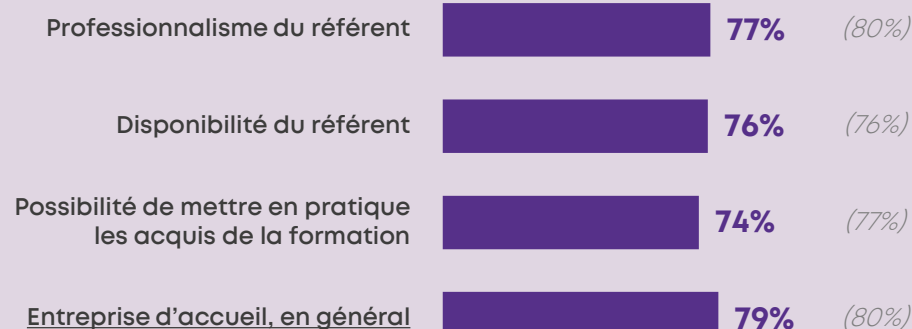 Professionnalisme du référent 77% (80%)
Disponibilité du référent 76% (76%)
Possibilité de mettre en pratique
les acquis de la formation 74% (77%)
Entreprise d'accueil, en général 79% (80%)